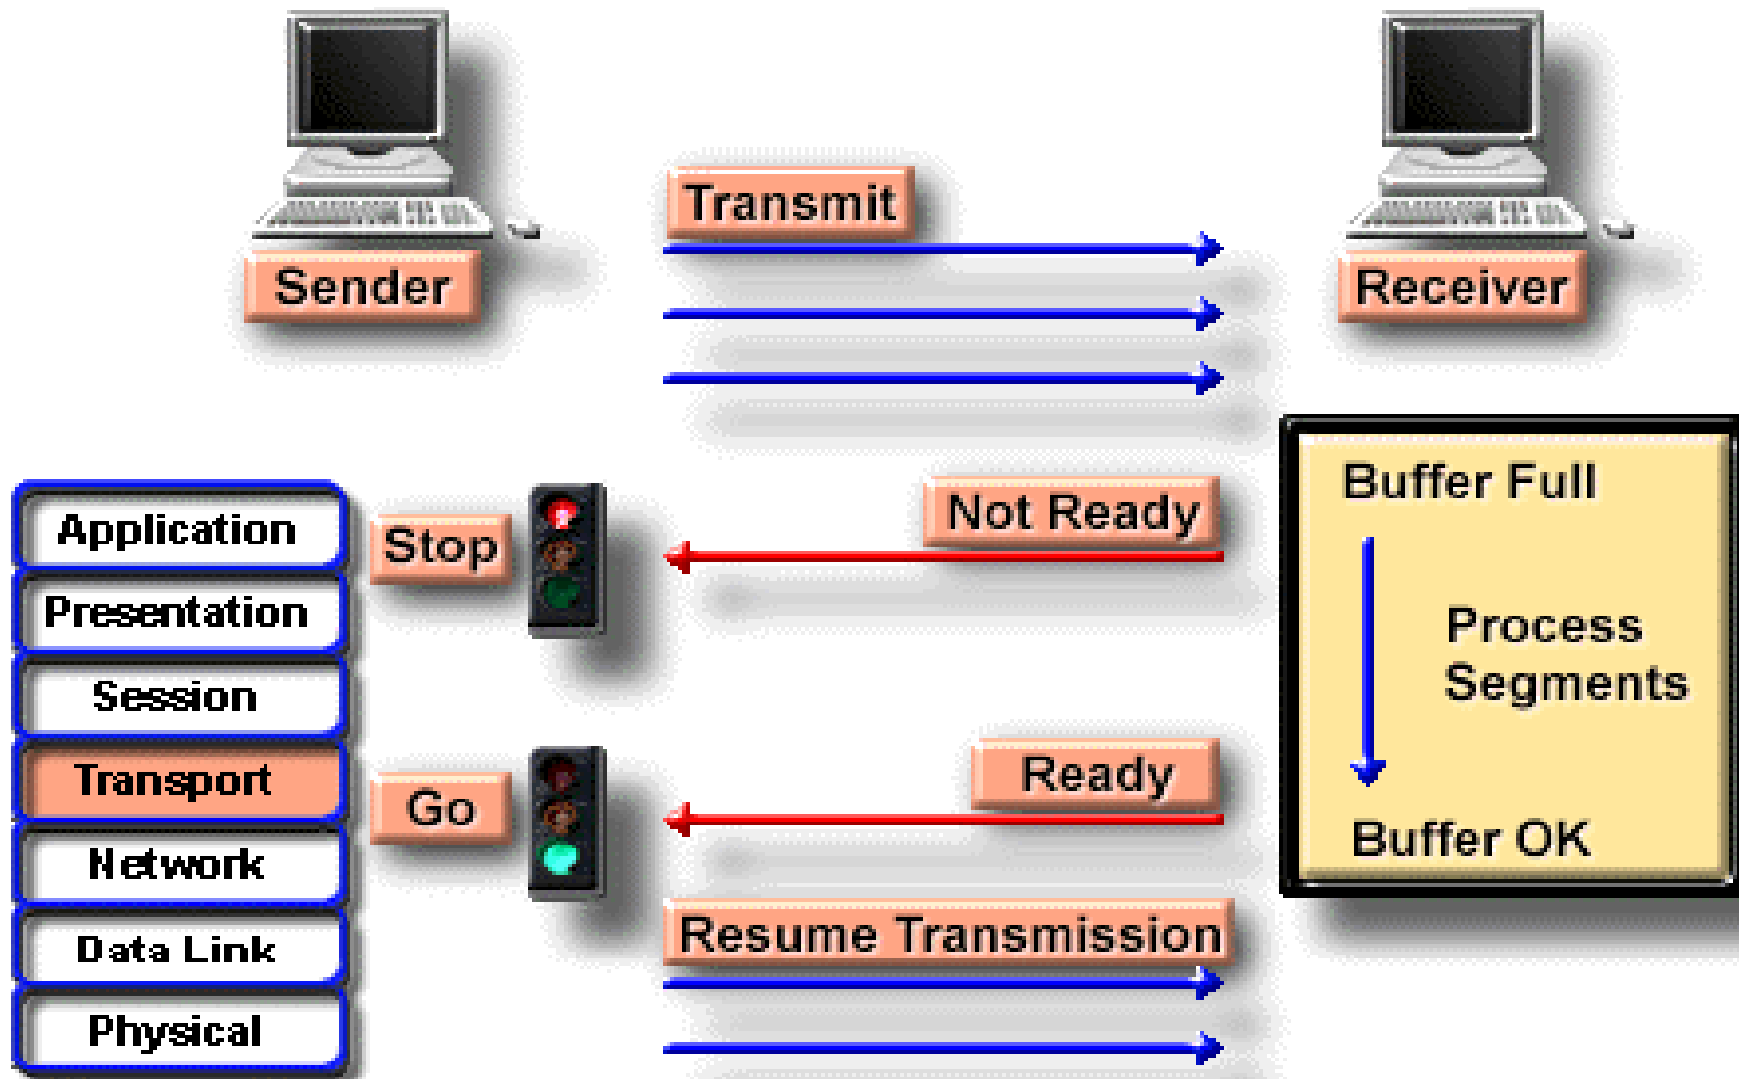 Transmit
Sender
Receiver
Buffer Full
Not Ready
Stop
Process
Segments
Ready
Go
Buffer OK
Resume Transmission
Application
Presentation
Session
Transport
Network
Data Link
Physical